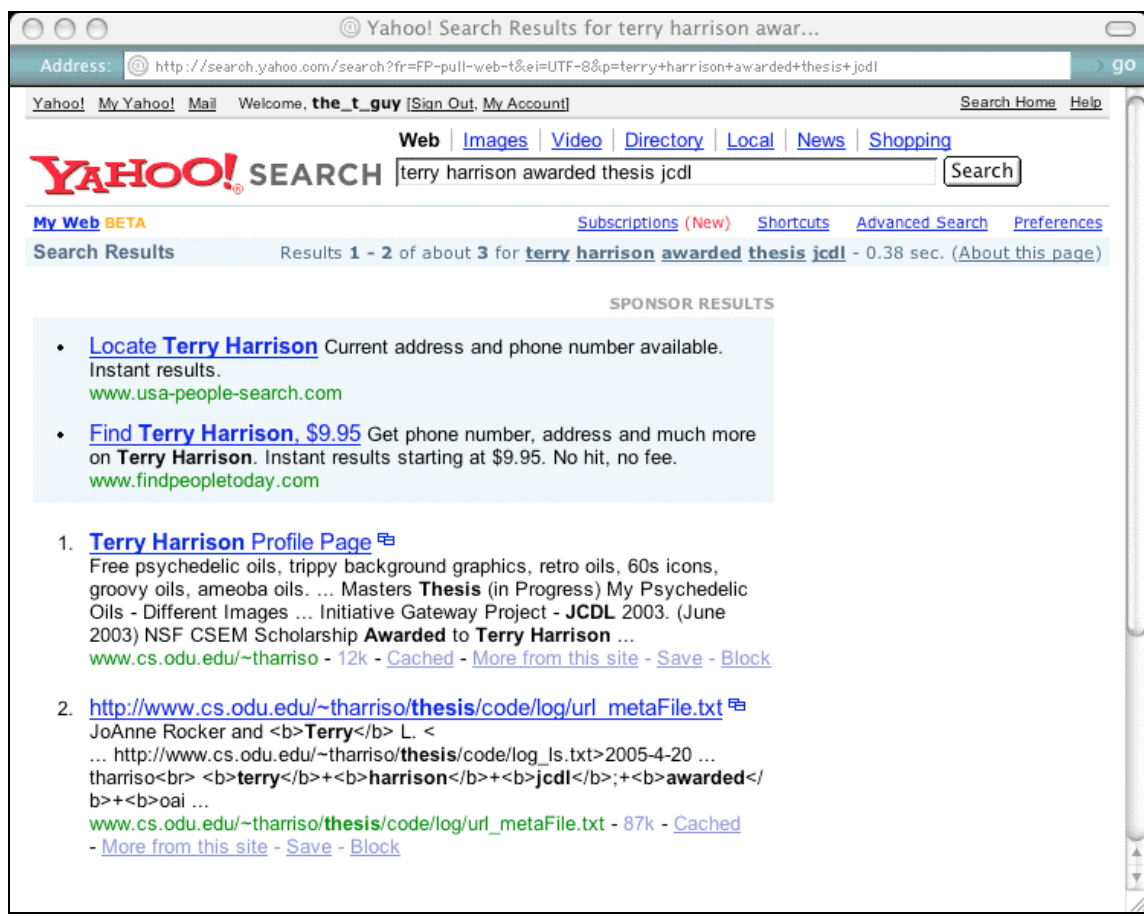 @ Yahoo! Search Results for terry harrison awar...
Address: @ http://search.yahoo.com/search?fr=FP-pull-web-t&ei=UTF-8&p=terry+harrison+awarded+thesis+jcdl go
Yahoo! My Yahoo! Mail Welcome, the_t_guy [Sign Out, My Account] Search Home Help
Web | Images | Video | Directory | Local | News | Shopping
YAHOO!® SEARCH terry harrison awarded thesis jcdl Search
My Web BETA Subscriptions (New) Shortcuts Advanced Search Preferences
Search Results Results 1 - 2 of about 3 for terry harrison awarded thesis jcdl - 0.38 sec. (About this page)
SPONSOR RESULTS
• Locate Terry Harrison Current address and phone number available.
Instant results.
www.usa-people-search.com
• Find Terry Harrison, $9.95 Get phone number, address and much more
on Terry Harrison. Instant results starting at $9.95. No hit, no fee.
www.findpeopletoday.com
1. Terry Harrison Profile Page
Free psychedelic oils, trippy background graphics, retro oils, 60s icons,
groovy oils, ameoba oils. ... Masters Thesis (in Progress) My Psychedelic
Oils - Different Images ... Initiative Gateway Project - JCDL 2003. (June
2003) NSF CSEM Scholarship Awarded to Terry Harrison ...
www.cs.odu.edu/~tharriso - 12k - Cached - More from this site - Save - Block
2. http://www.cs.odu.edu/~tharriso/thesis/code/log/url_metaFile.txt
JoAnne Rocker and <b>Terry</b> L. <
... http://www.cs.odu.edu/~tharriso/thesis/code/log_ls.txt>2005-4-20 ...
tharriso<br> <b>terry</b>+<b>harrison</b>+<b>jcdl</b>;+<b>awarded</
b>+<b>oai ...
www.cs.odu.edu/~tharriso/thesis/code/log/url_metaFile.txt - 87k - Cached
- More from this site - Save - Block